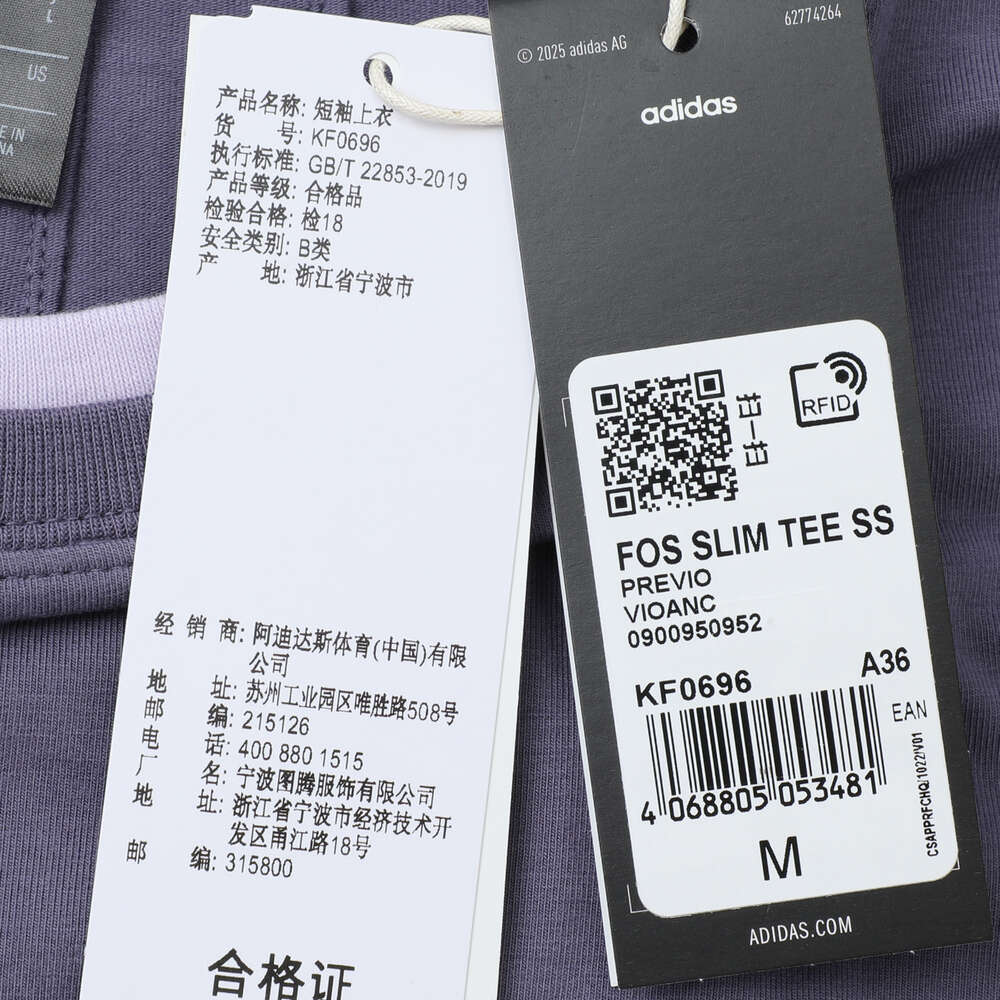 US
产品名称: 短袖上衣
货 号: KF0696
执行标准: GB/T 22853-2019
产品等级: 合格品
检验合格: 检18
安全类别: B类
产 地: 浙江省宁波市
经 销 商: 阿迪达斯体育(中国)有限
公司
地 址: 苏州工业园区唯胜路508号
邮 编: 215126
电 话: 400 880 1515
厂 名: 宁波图腾服饰有限公司
地 址: 浙江省宁波市经济技术开
发区甬江路18号
邮 编: 315800
合格证
62774264
© 2025 adidas AG
adidas
扫一扫
RFID
FOS SLIM TEE SS
PREVIO
VIOANC
0900950952
KF0696
A36
EAN
4 068805 053481
CSAPPRFCHQ/1022/V01
M
ADIDAS.COM